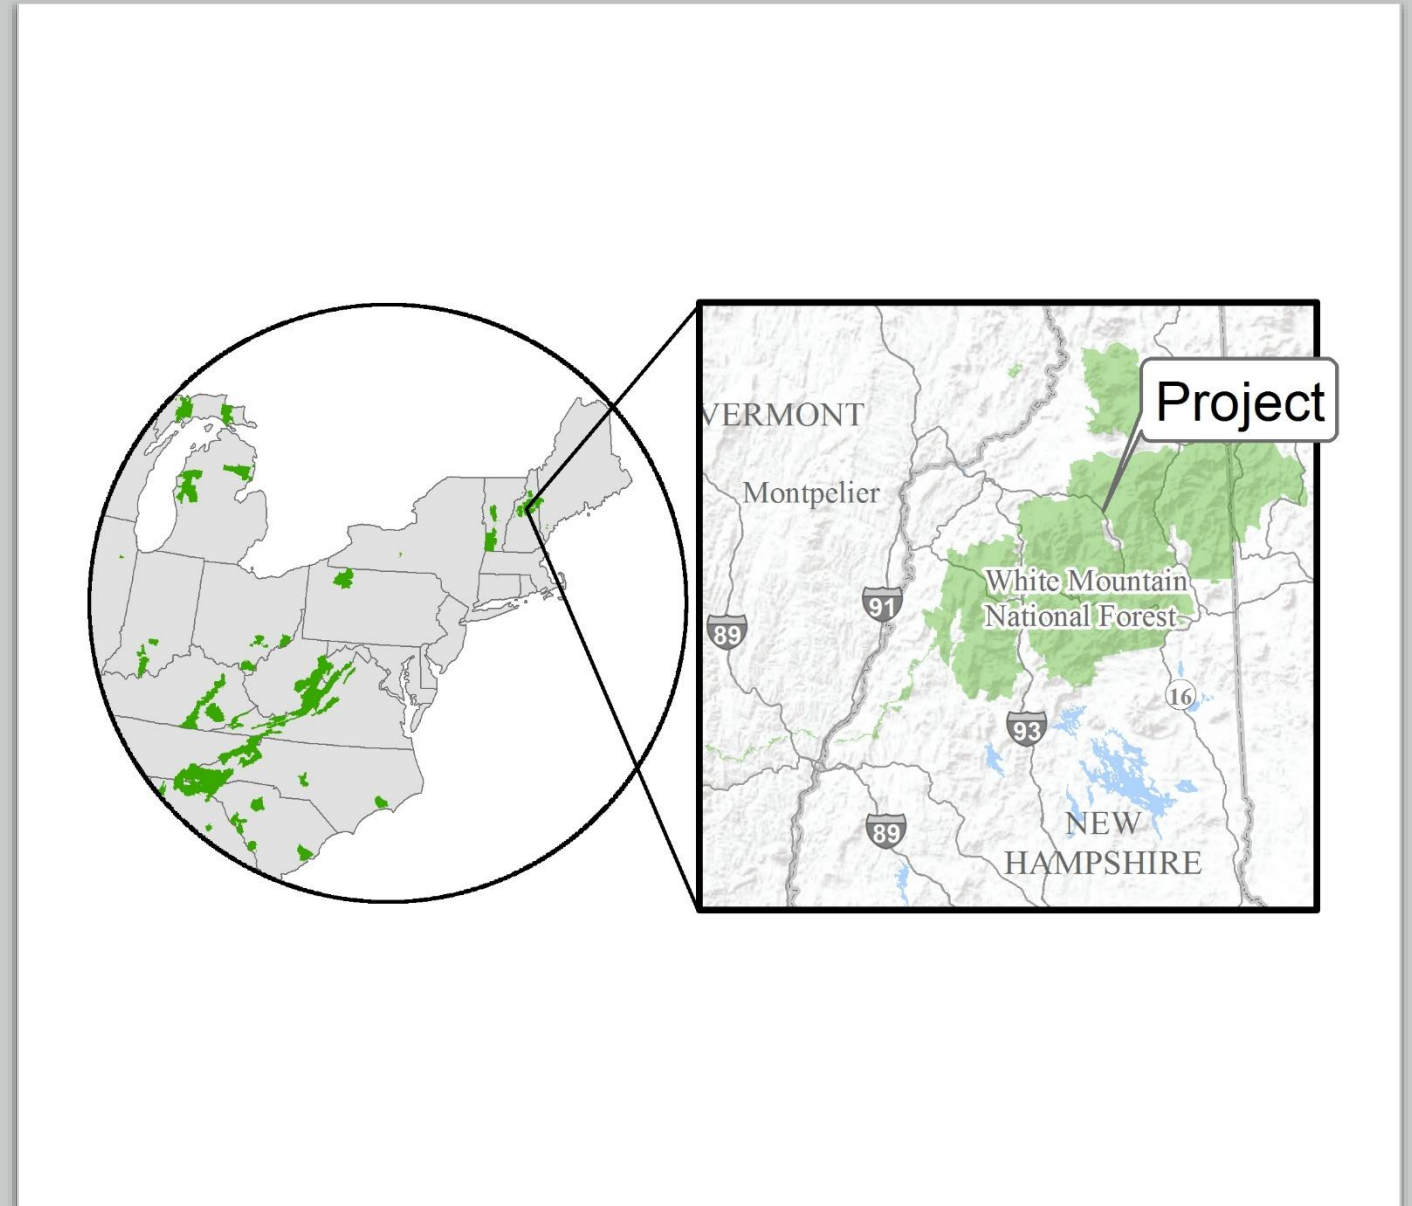 Project
VERMONT
Montpelier
White Mountain
National Forest
91
89
16
93
NEW
HAMPSHIRE
89